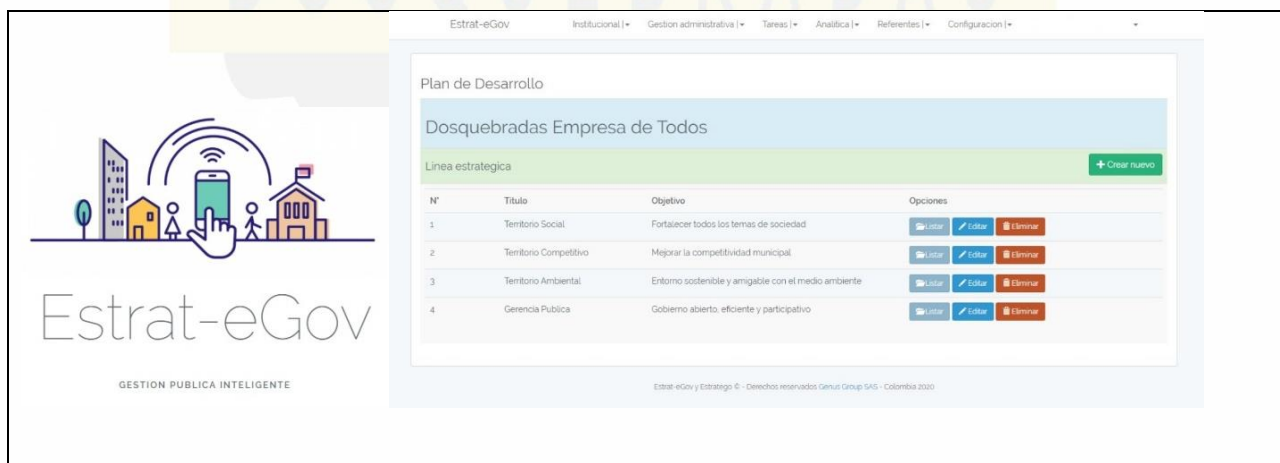 Estrat-eGov
GESTION PUBLICA INTELIGENTE
Estrat-eGov Institucional |▾ Gestion administrativa |▾ Tareas |▾ Analitica |▾ Referentes |▾ Configuracion |▾
Plan de Desarrollo
Dosquebradas Empresa de Todos
Linea estrategica + Crear nuevo
N° Titulo Objetivo Opciones
1 Territorio Social Fortalecer todos los temas de sociedad Listar Editar Eliminar
2 Territorio Competitivo Mejorar la competitividad municipal Listar Editar Eliminar
3 Territorio Ambiental Entorno sostenible y amigable con el medio ambiente Listar Editar Eliminar
4 Gerencia Publica Gobierno abierto, eficiente y participativo Listar Editar Eliminar
Estrat-eGov y Estratego © - Derechos reservados Genus Group SAS - Colombia 2020